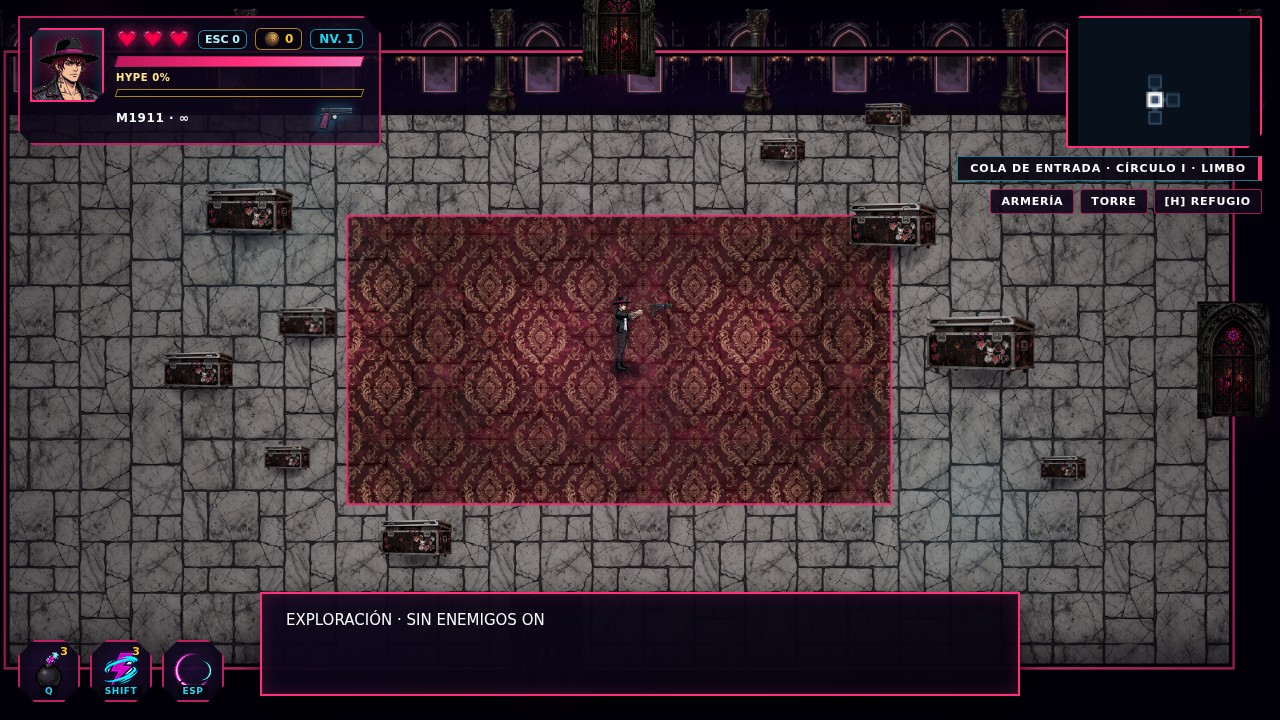 ESC 0
0
NV. 1
HYPE 0%
M1911 · ∞
COLA DE ENTRADA · CÍRCULO I · LIMBO
ARMERÍA
TORRE
[H] REFUGIO
EXPLORACIÓN · SIN ENEMIGOS ON
3
Q
3
SHIFT
ESP